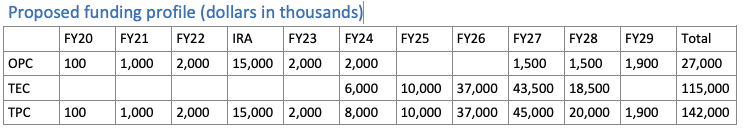 Proposed funding profile (dollars in thousands)
FY20 FY21 FY22 IRA FY23 FY24 FY25 FY26 FY27 FY28 FY29 Total
OPC 100 1,000 2,000 15,000 2,000 2,000 1,500 1,500 1,900 27,000
TEC 6,000 10,000 37,000 43,500 18,500 115,000
TPC 100 1,000 2,000 15,000 2,000 8,000 10,000 37,000 45,000 20,000 1,900 142,000